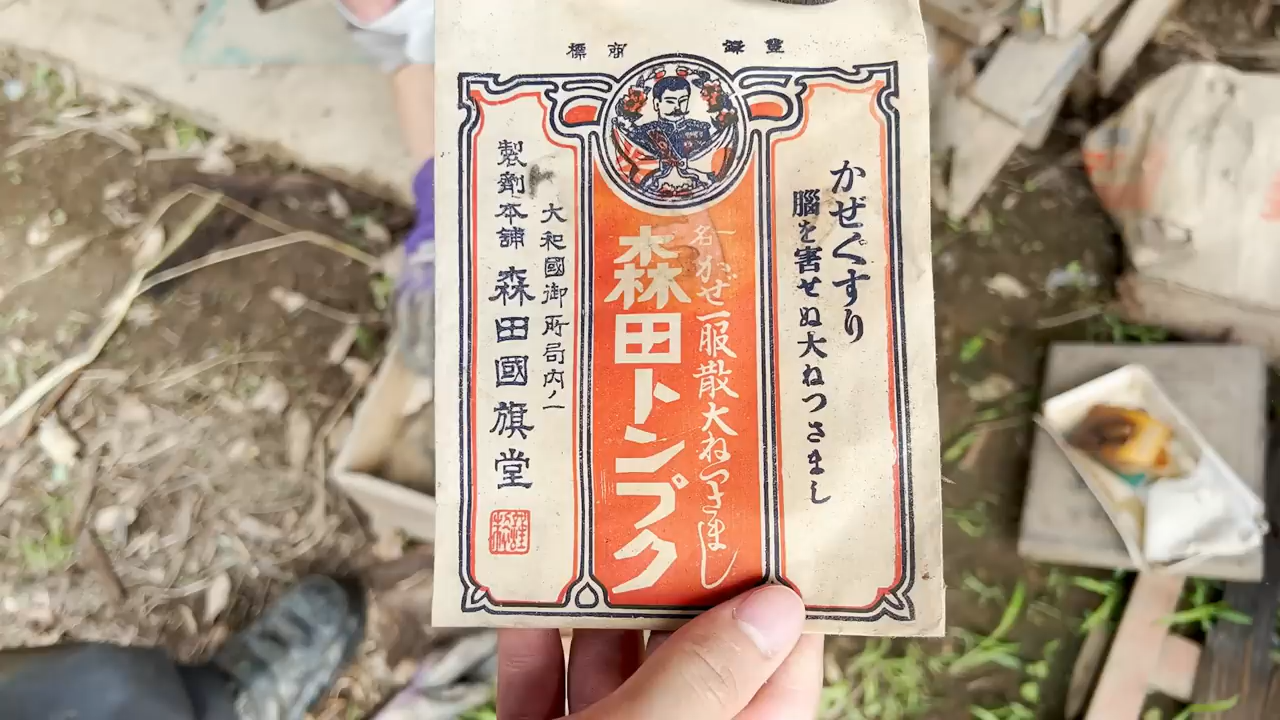 登録 商標
かぜぐすり
腦を害せぬ大ねつさまし
一名かぜ一服散大ねつさまし
森田トンプク
大和國御所局内ノ一
製劑本舗 森田國旗堂